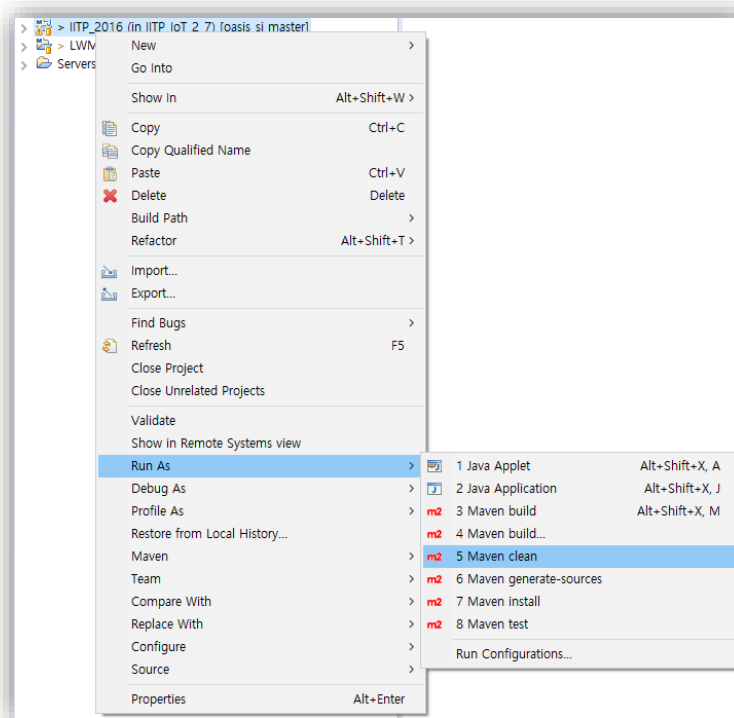 > IITP_2016 (in IITP_IoT_2_7) [oasis_si master]
> LWM
Servers
New
Go Into
Show In Alt+Shift+W >
Copy Ctrl+C
Copy Qualified Name
Paste Ctrl+V
Delete Delete
Build Path
Refactor Alt+Shift+T >
Import...
Export...
Find Bugs
Refresh F5
Close Project
Close Unrelated Projects
Validate
Show in Remote Systems view
Run As
Debug As
Profile As
Restore from Local History...
Maven
Team
Compare With
Replace With
Configure
Source
Properties Alt+Enter
1 Java Applet Alt+Shift+X, A
2 Java Application Alt+Shift+X, J
m2 3 Maven build Alt+Shift+X, M
m2 4 Maven build...
m2 5 Maven clean
m2 6 Maven generate-sources
m2 7 Maven install
m2 8 Maven test
Run Configurations...